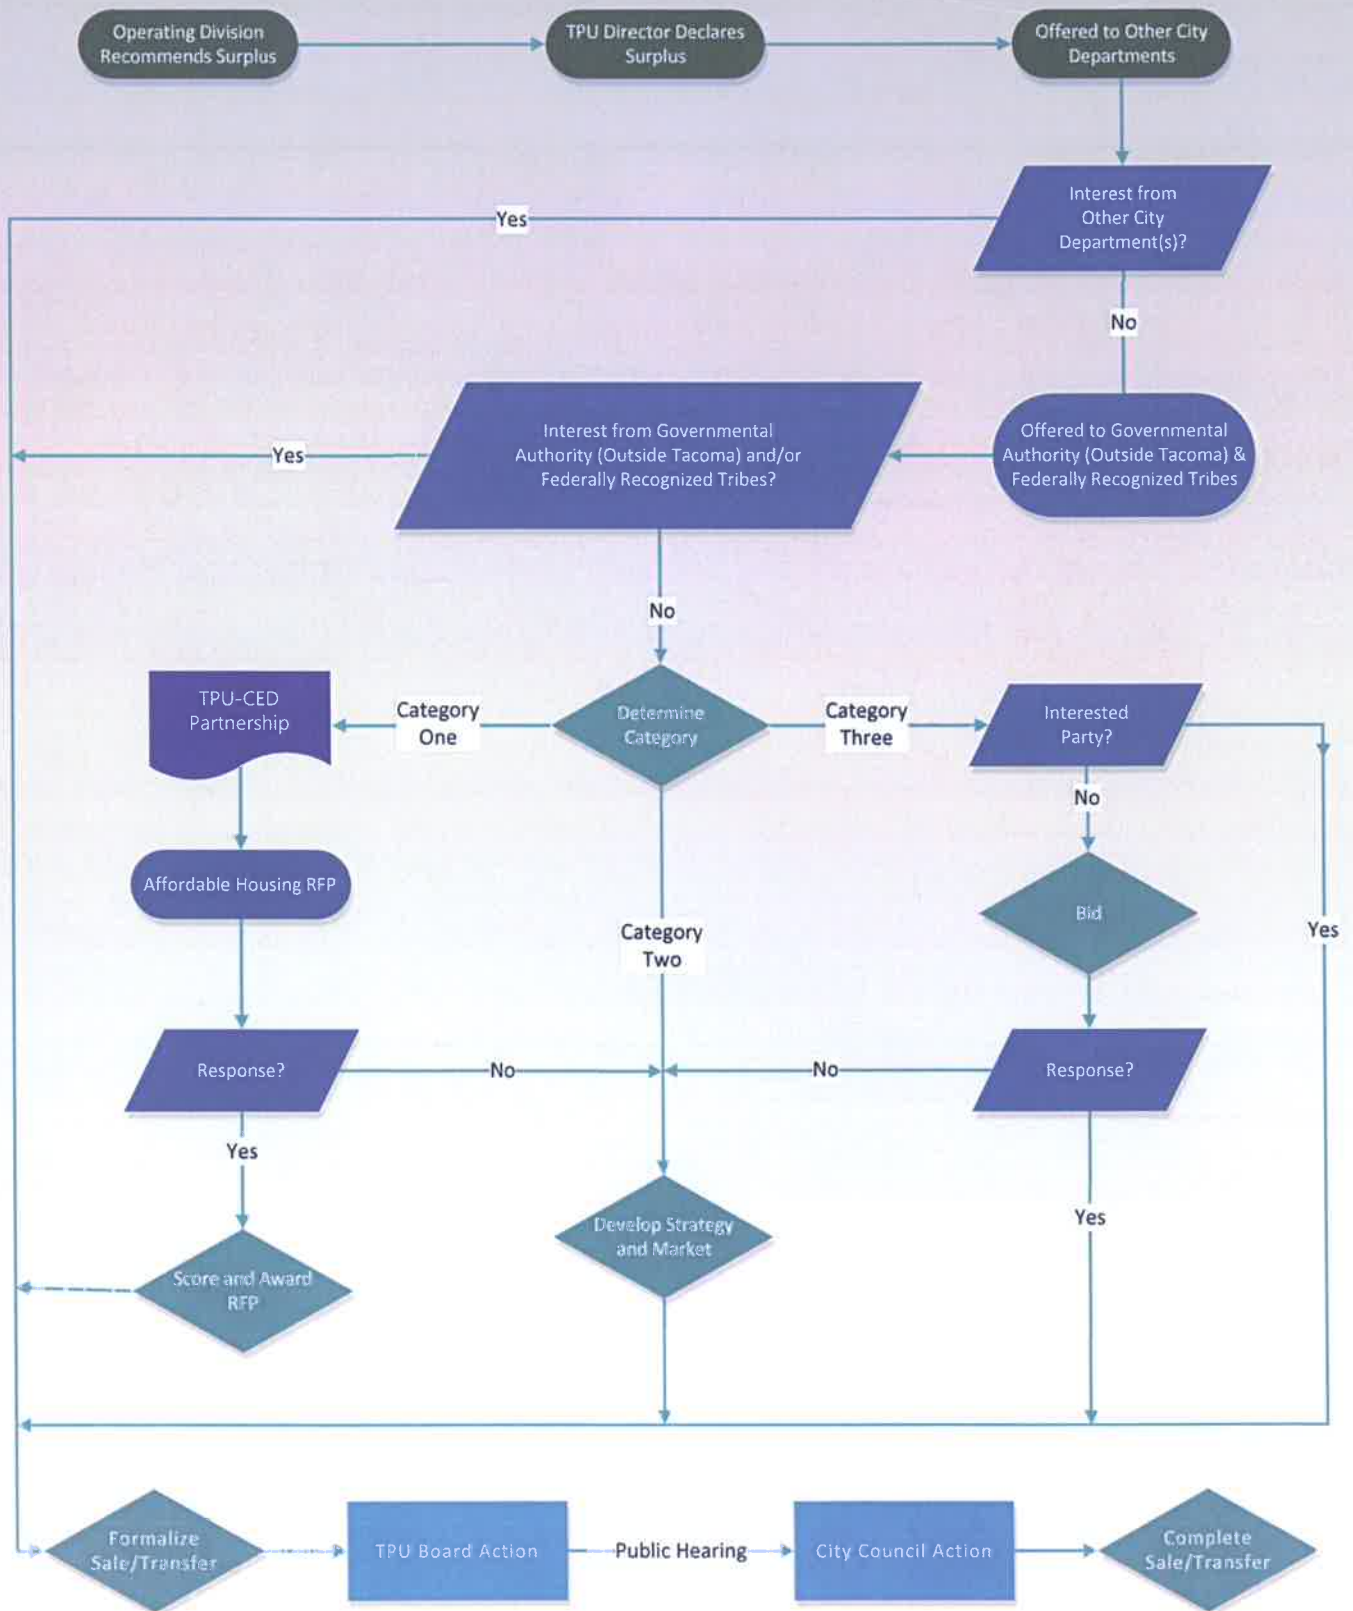 Operating Division
Recommends Surplus
TPU Director Declares
Surplus
Offered to Other City
Departments
Interest from
Other City
Department(s)?
Yes
No
Offered to Governmental
Authority (Outside Tacoma) &
Federally Recognized Tribes
Interest from Governmental
Authority (Outside Tacoma) and/or
Federally Recognized Tribes?
Yes
No
Determine
Category
Category
One
TPU-CED
Partnership
Category
Three
Interested
Party?
No
Yes
Affordable Housing RFP
Bid
Category
Two
Response?
No
No
Response?
Yes
Yes
Score and Award
RFP
Develop Strategy
and Market
Formalize
Sale/Transfer
TPU Board Action
Public Hearing
City Council Action
Complete
Sale/Transfer